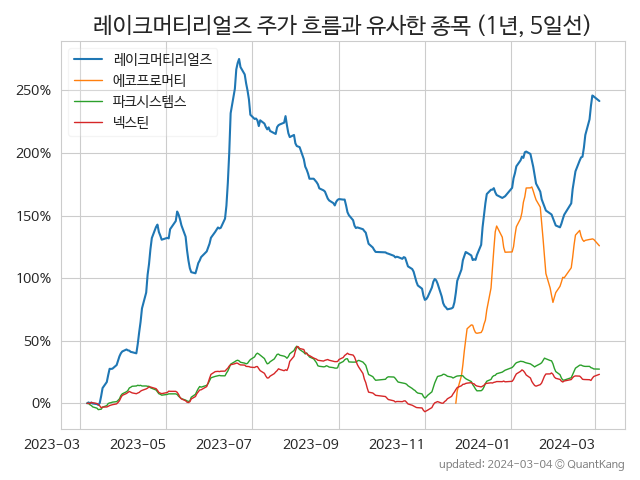 레이크머티리얼즈 주가 흐름과 유사한 종목 (1년, 5일선)
레이크머티리얼즈
에코프로머티
파크시스템스
넥스틴
250%
200%
150%
100%
50%
0%
2023-03 2023-05 2023-07 2023-09 2023-11 2024-01 2024-03
updated: 2024-03-04 © QuantKang